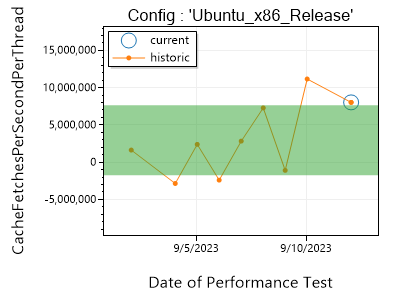 Config : 'Ubuntu_x86_Release'
CacheFetchesPerSecondPerThread
current
historic
15,000,000
10,000,000
5,000,000
0
-5,000,000
9/5/2023
9/10/2023
Date of Performance Test